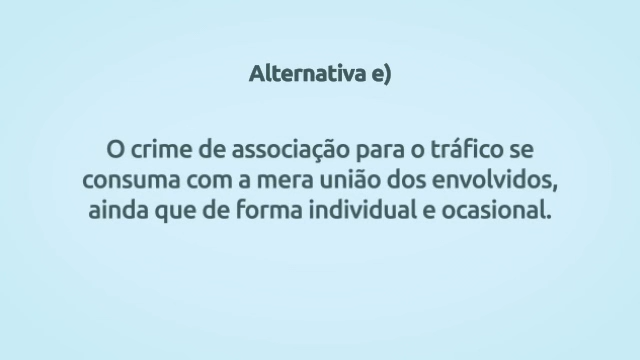 Alternativa e)
O crime de associação para o tráfico se
consuma com a mera união dos envolvidos,
ainda que de forma individual e ocasional.